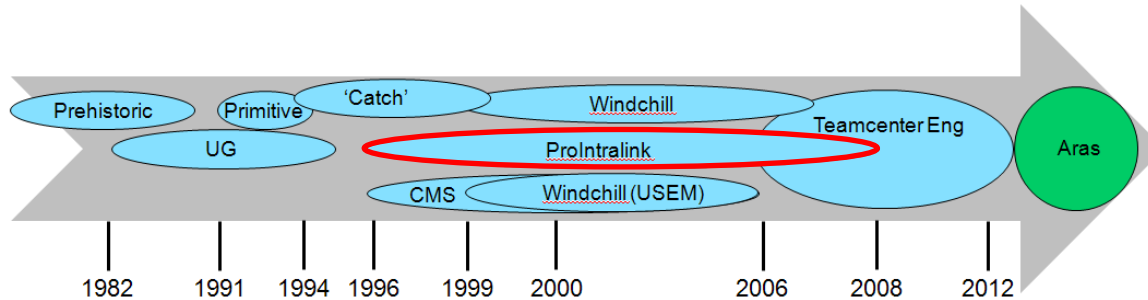 Prehistoric
Primitive
'Catch'
Windchill
Teamcenter Eng
UG
ProIntralink
Aras
CMS
Windchill (USEM)
1982
1991
1994
1996
1999
2000
2006
2008
2012